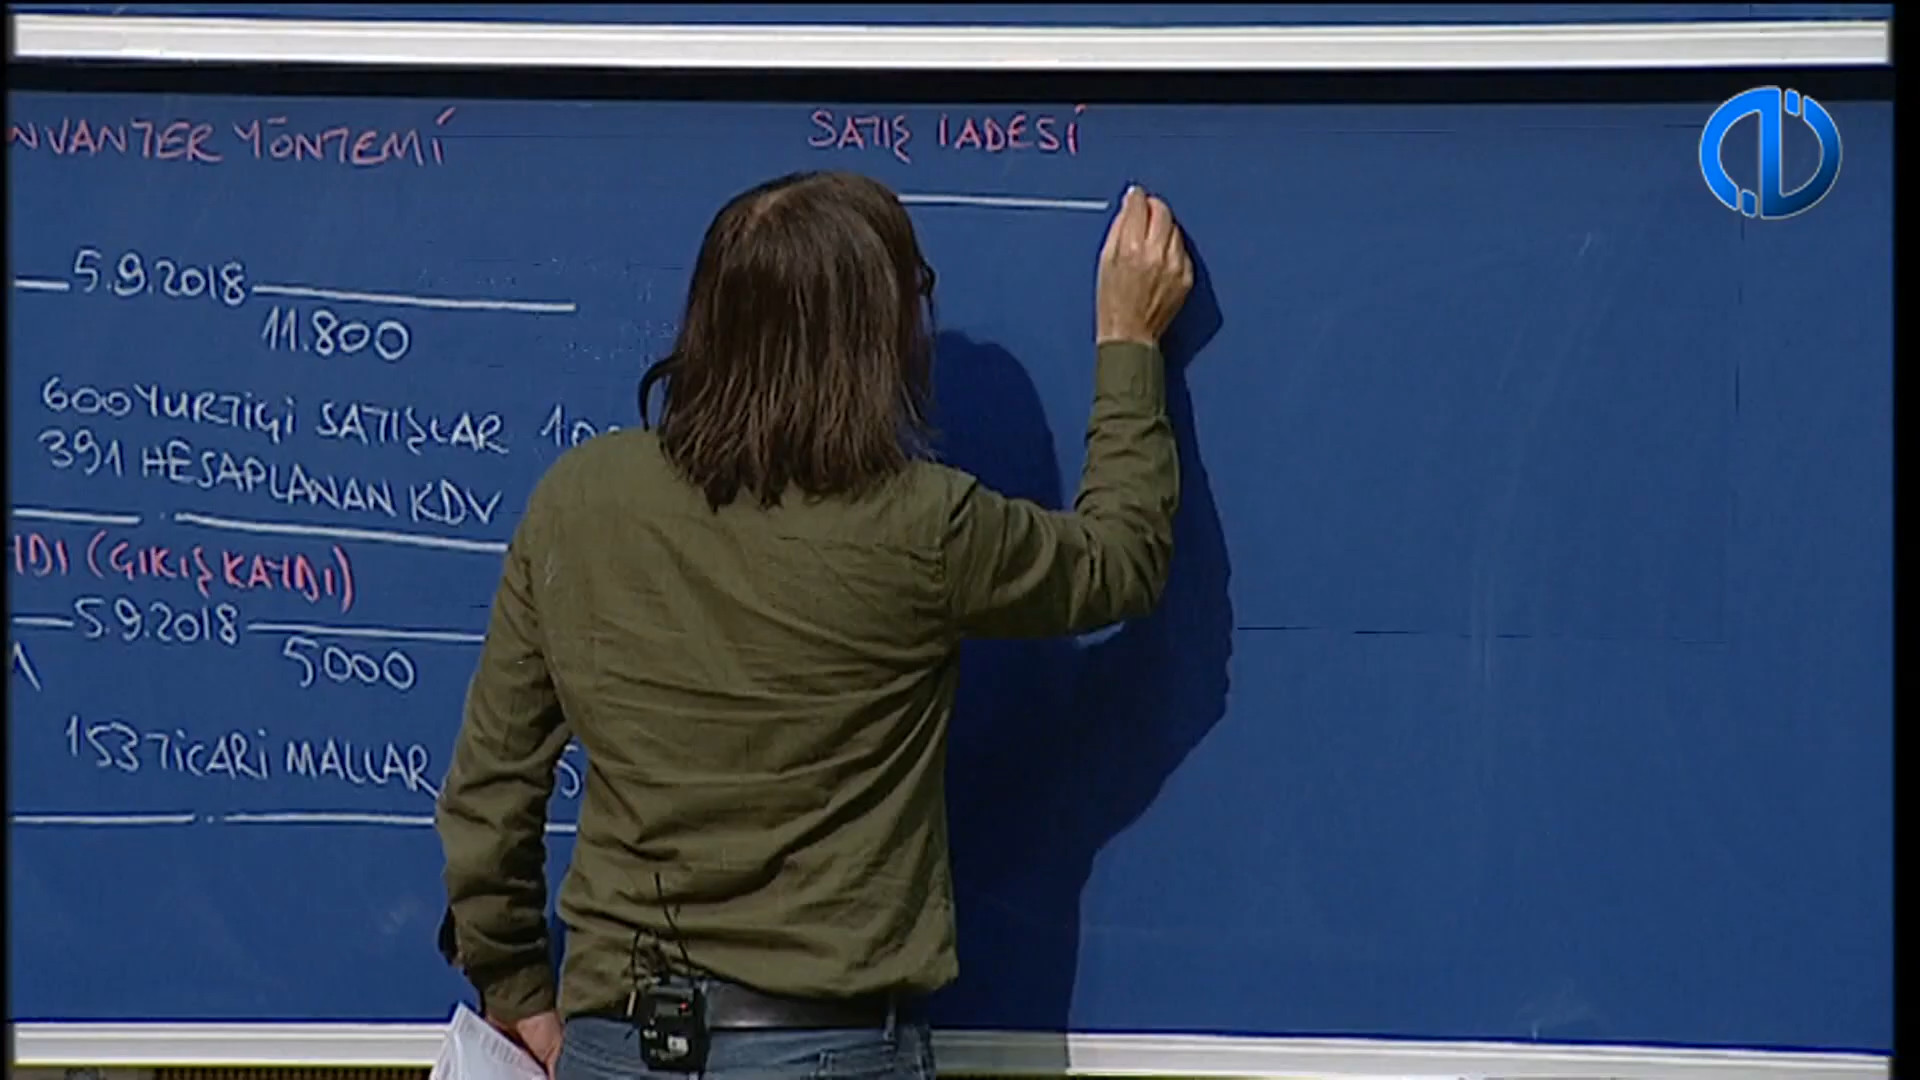 NVANTER YÖNTEMİ
5.9.2018
11.800
600 YURTİÇİ SATIŞLAR
391 HESAPLANAN KDV
(ÇIKIŞ KAYDI)
5.9.2018
5000
153 TİCARİ MALLAR
SATIŞ İADESİ